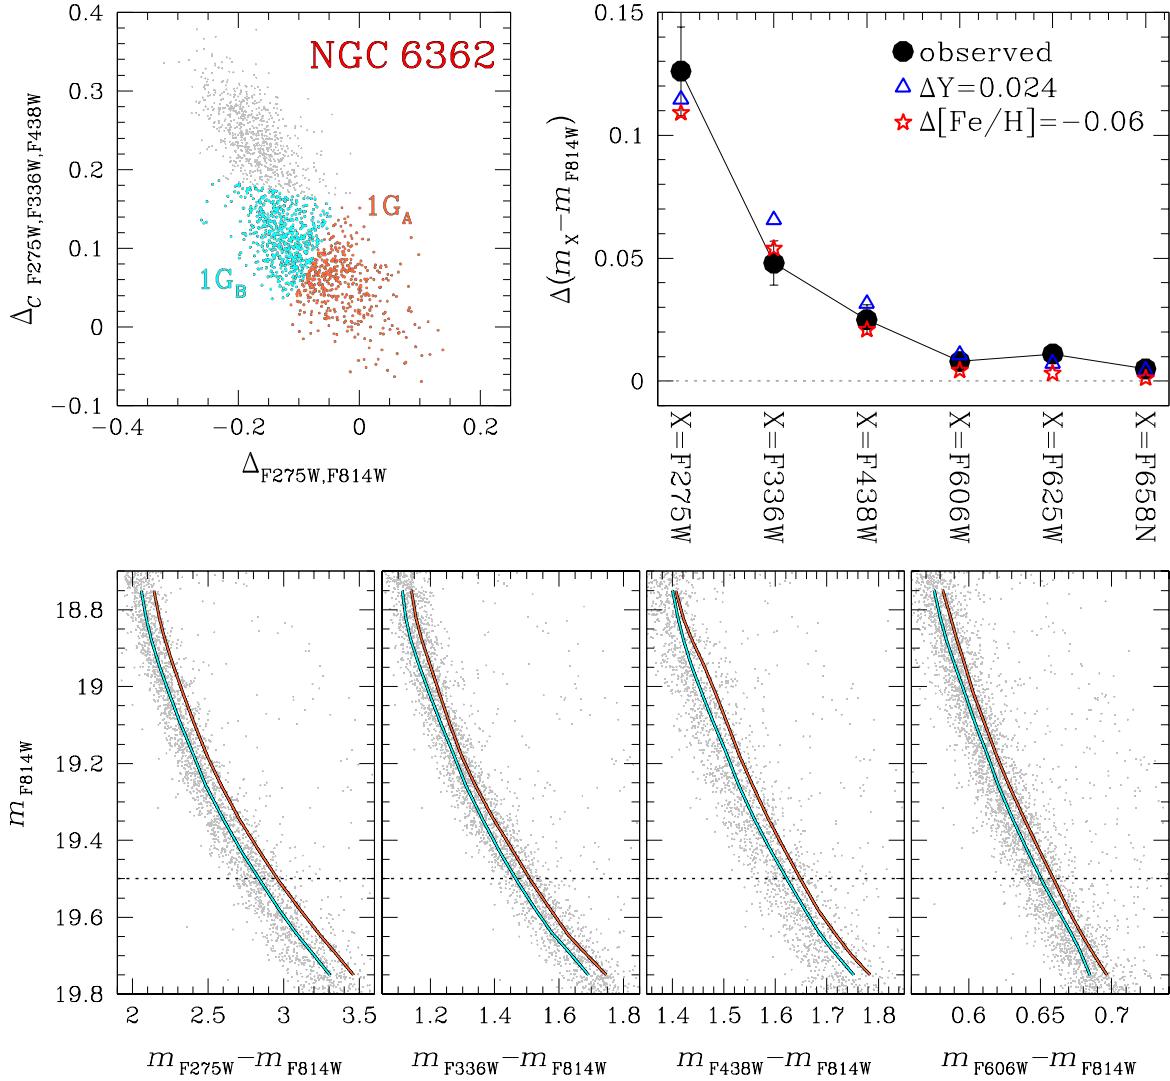 NGC 6362
1G_A
1G_B
0.4
0.3
0.2
0.1
0
−0.1
Δ_C F275W,F336W,F438W
−0.4
−0.2
0
0.2
Δ_F275W,F814W
observed
ΔY=0.024
Δ[Fe/H]=−0.06
0.15
0.1
0.05
0
Δ(m_X−m_F814W)
X=F275W
X=F336W
X=F438W
X=F606W
X=F625W
X=F658N
18.8
19
19.2
19.4
19.6
19.8
m_F814W
2
2.5
3
3.5
1.2
1.4
1.6
1.8
1.4
1.5
1.6
1.7
1.8
0.6
0.65
0.7
m_F275W−m_F814W
m_F336W−m_F814W
m_F438W−m_F814W
m_F606W−m_F814W